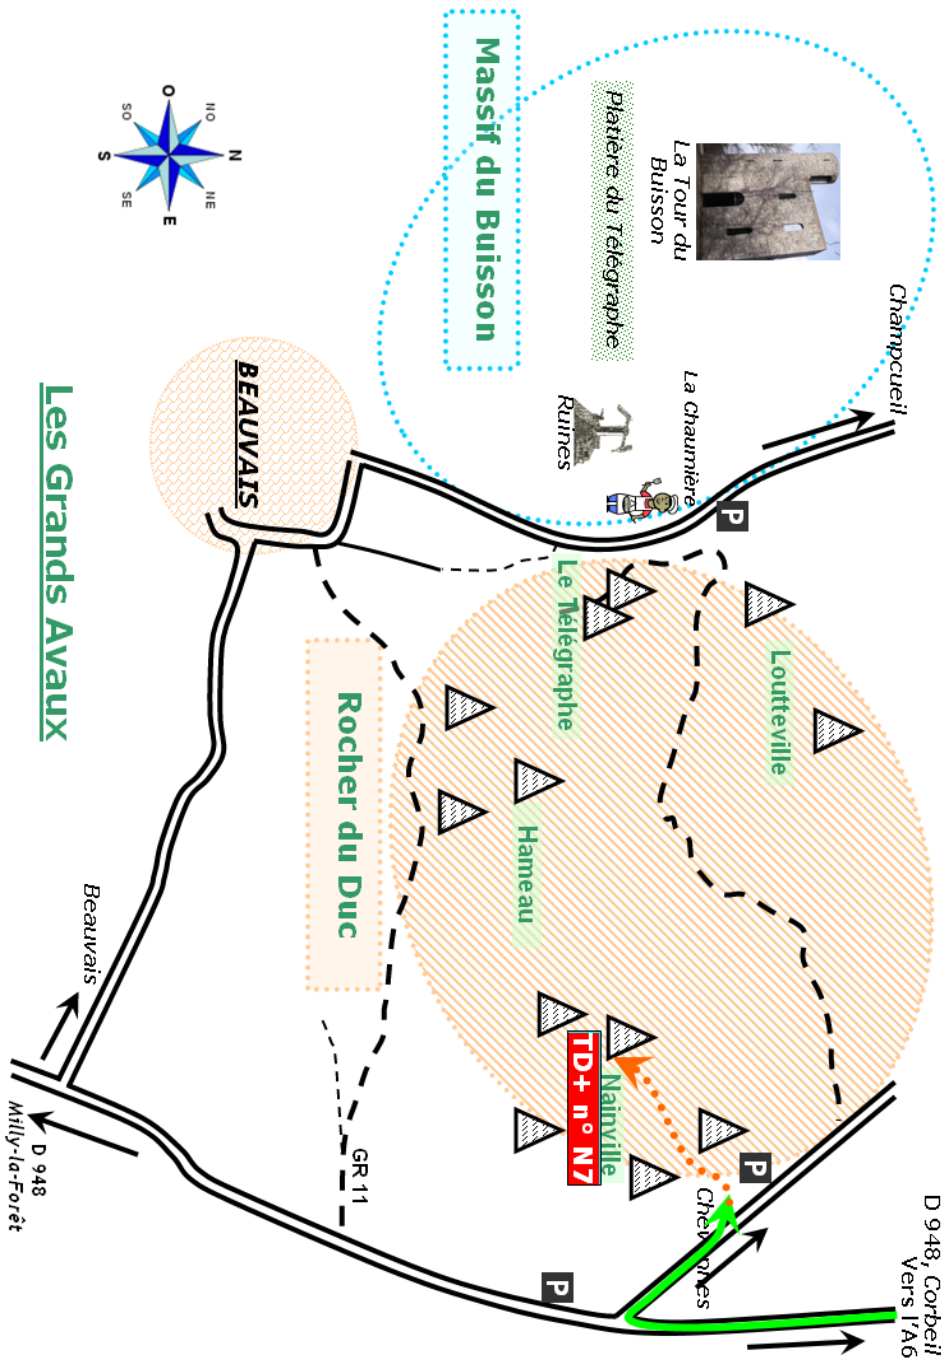 D 948, Corbeil
Vers l'A6
Champcueil
La Tour du
Buisson
Platière du Télégraphe
Massif du Buisson
La Chaumière
Ruines
P
Loutteville
Le Télégraphe
Hameau
Nainville
TD+ n° N7
P
Chevannes
P
BEAUVAIS
Rocher du Duc
GR 11
Beauvais
D 948
Milly-la-Forêt
Les Grands Avaux
N
NE
E
SE
S
SO
O
NO